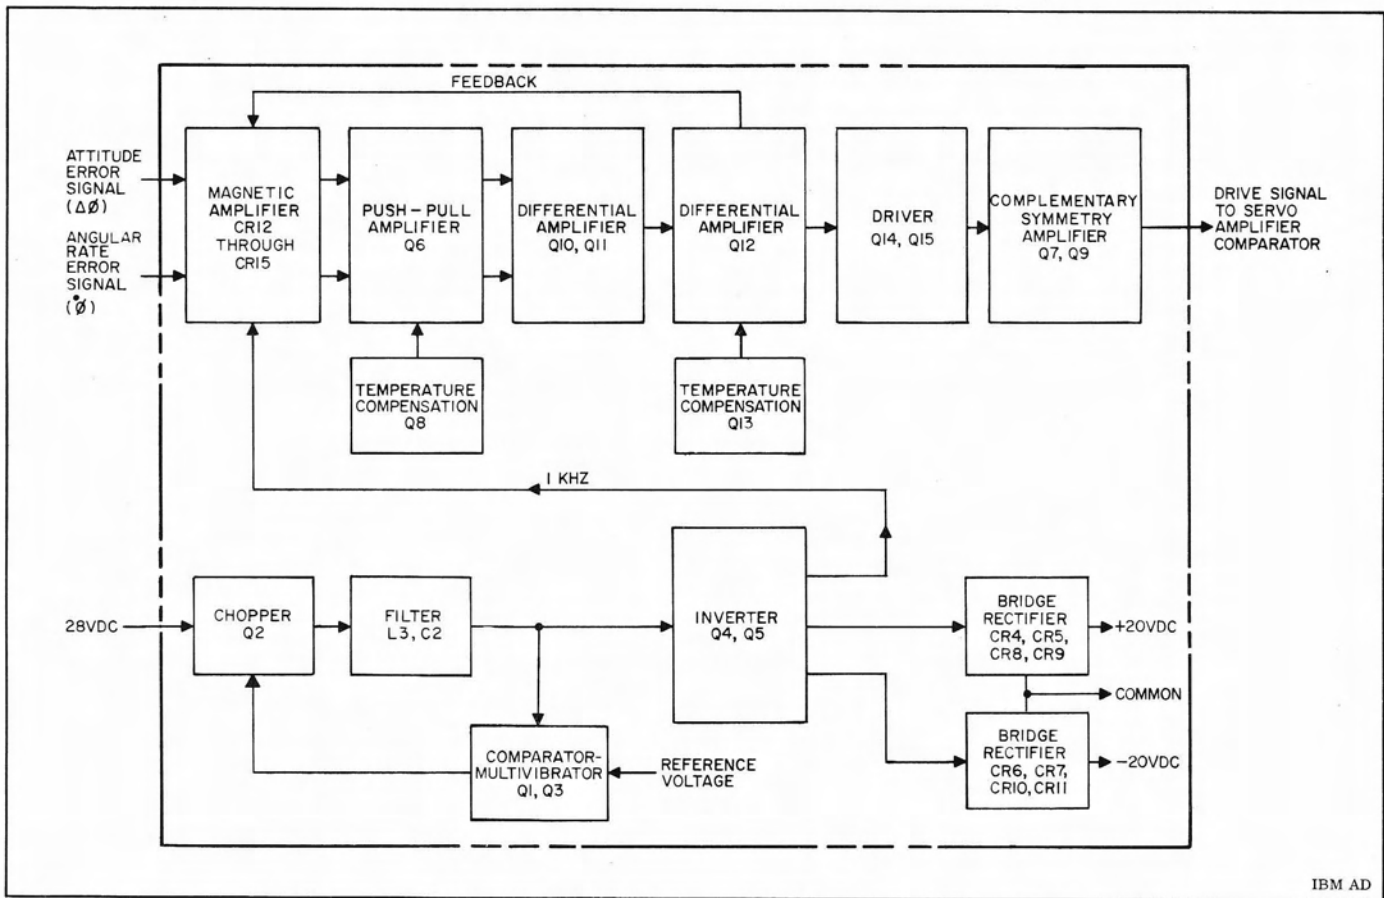 FEEDBACK
ATTITUDE
ERROR
SIGNAL
(ΔØ)
ANGULAR
RATE
ERROR
SIGNAL
(Ø̇)
MAGNETIC
AMPLIFIER
CR12
THROUGH
CR15
PUSH-PULL
AMPLIFIER
Q6
DIFFERENTIAL
AMPLIFIER
Q10, Q11
DIFFERENTIAL
AMPLIFIER
Q12
DRIVER
Q14, Q15
COMPLEMENTARY
SYMMETRY
AMPLIFIER
Q7, Q9
DRIVE SIGNAL
TO SERVO
AMPLIFIER
COMPARATOR
TEMPERATURE
COMPENSATION
Q8
TEMPERATURE
COMPENSATION
Q13
1 KHZ
28VDC
CHOPPER
Q2
FILTER
L3, C2
INVERTER
Q4, Q5
BRIDGE
RECTIFIER
CR4, CR5,
CR8, CR9
+20VDC
COMMON
COMPARATOR-
MULTIVIBRATOR
Q1, Q3
REFERENCE
VOLTAGE
BRIDGE
RECTIFIER
CR6, CR7,
CR10, CR11
-20VDC
IBM AD